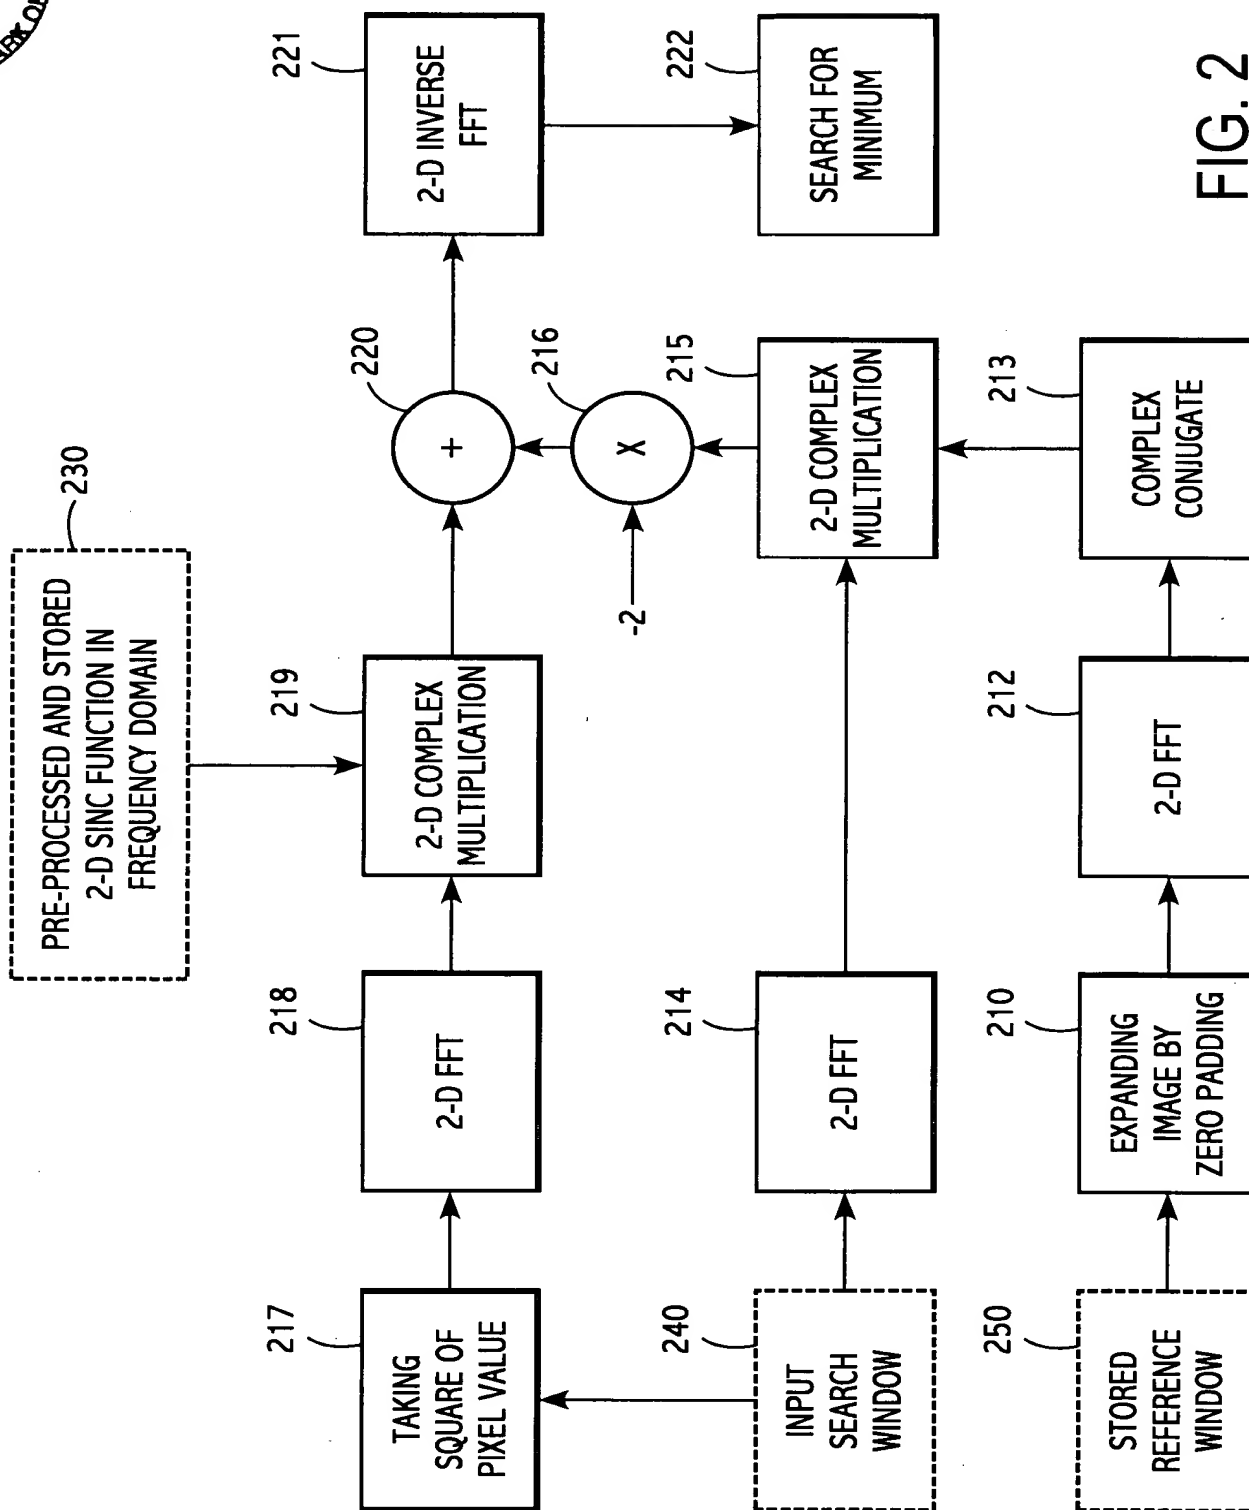 230
PRE-PROCESSED AND STORED
2-D SINC FUNCTION IN
FREQUENCY DOMAIN
217
TAKING
SQUARE OF
PIXEL VALUE
218
2-D FFT
219
2-D COMPLEX
MULTIPLICATION
220
+
221
2-D INVERSE
FFT
216
X
-2
240
INPUT
SEARCH
WINDOW
214
2-D FFT
215
2-D COMPLEX
MULTIPLICATION
222
SEARCH FOR
MINIMUM
250
STORED
REFERENCE
WINDOW
210
EXPANDING
IMAGE BY
ZERO PADDING
212
2-D FFT
213
COMPLEX
CONJUGATE
FIG. 2